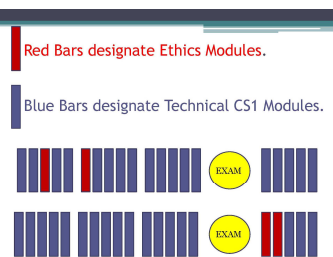 Red Bars designate Ethics Modules.
Blue Bars designate Technical CS1 Modules.
EXAM
EXAM